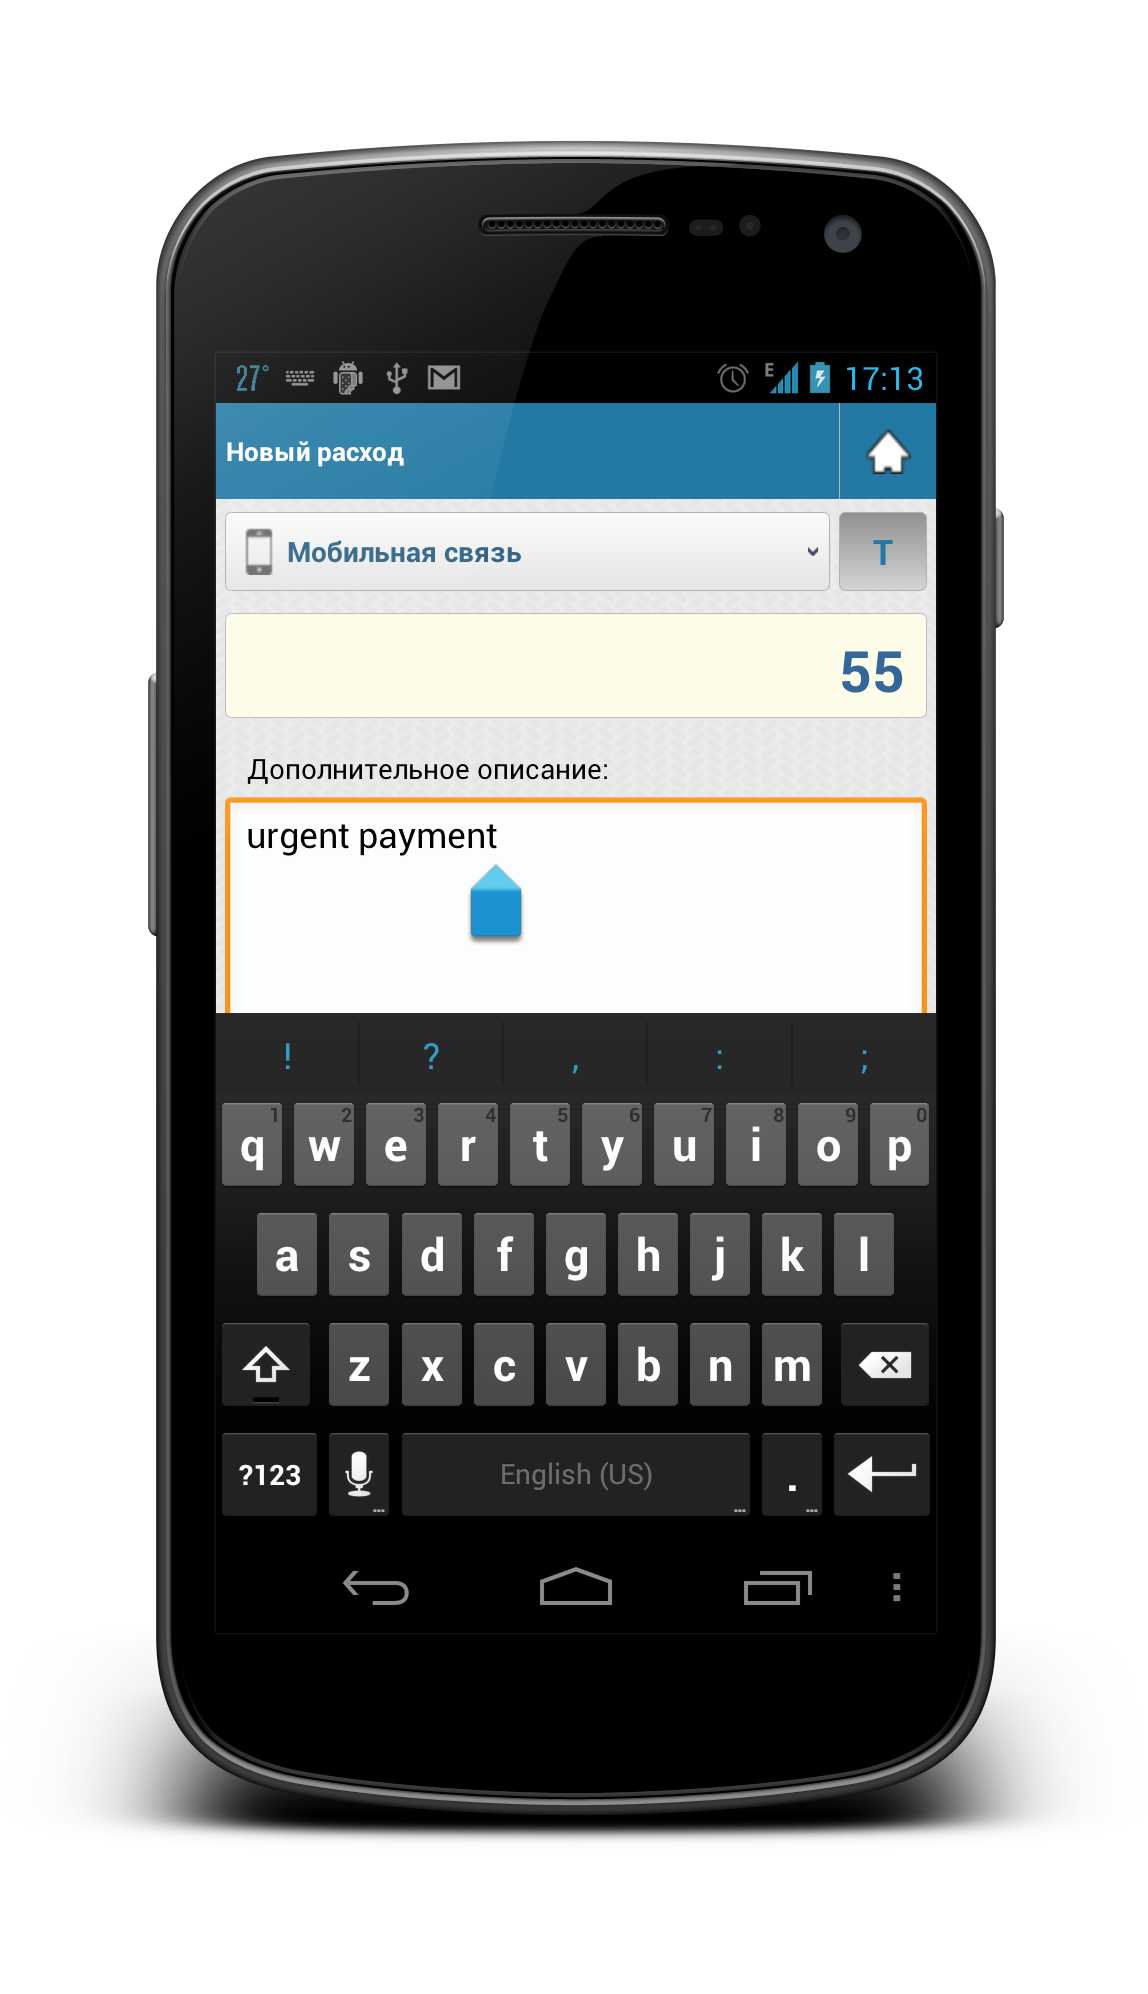 27° E 17:13
Новый расход
Мобильная связь T
55
Дополнительное описание:
urgent payment
! ? , : ;
1 2 3 4 5 6 7 8 9 0
q w e r t y u i o p
a s d f g h j k l
z x c v b n m
?123 English (US) .